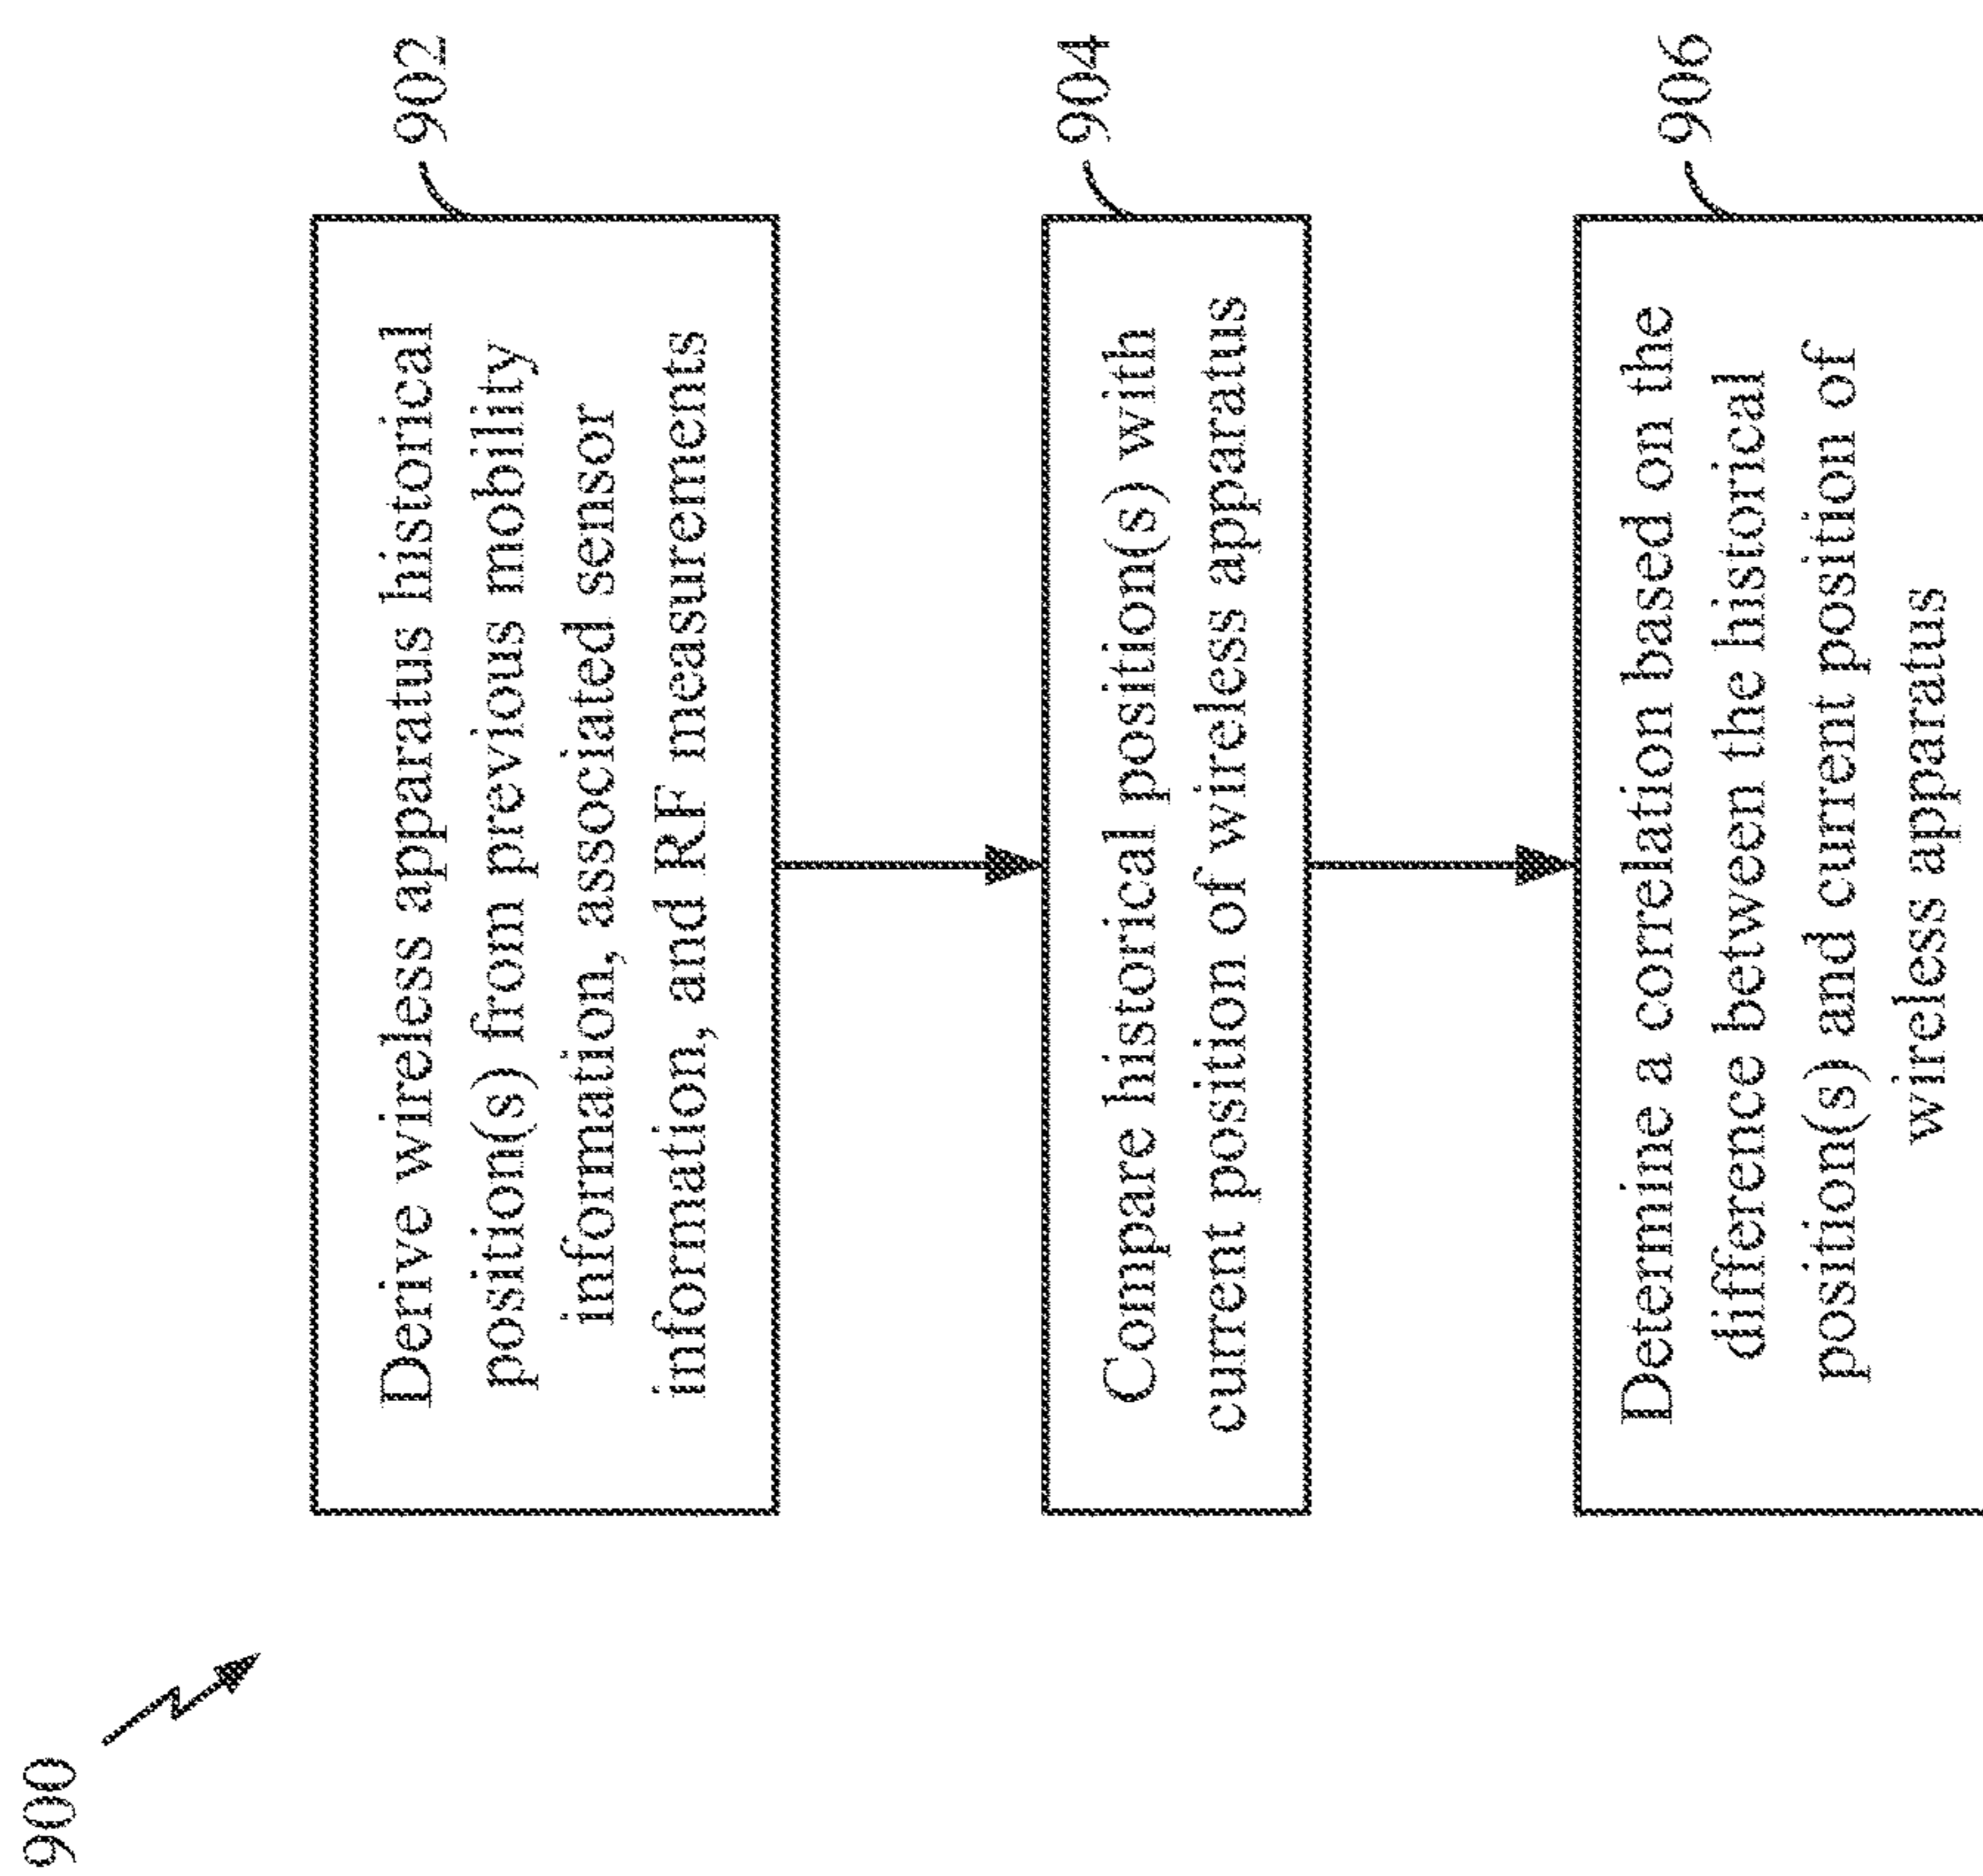 900
902
Derive wireless apparatus historical
position(s) from previous mobility
information, associated sensor
information, and RF measurements
904
Compare historical position(s) with
current position of wireless apparatus
906
Determine a correlation based on the
difference between the historical
position(s) and current position of
wireless apparatus